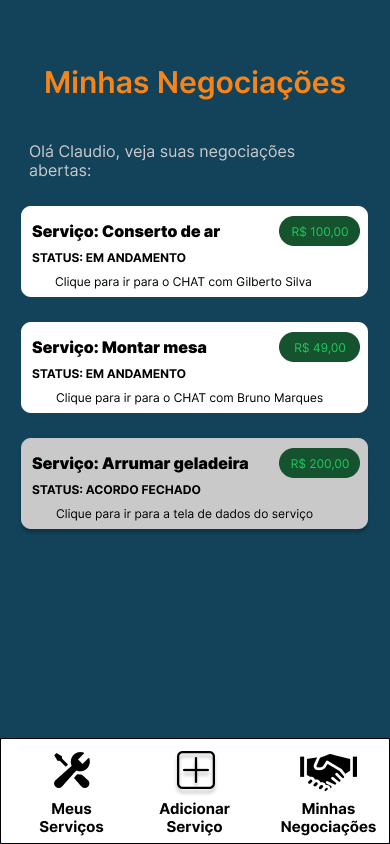 Minhas Negociações
Olá Claudio, veja suas negociações
abertas:
Serviço: Conserto de ar
R$ 100,00
STATUS: EM ANDAMENTO
Clique para ir para o CHAT com Gilberto Silva
Serviço: Montar mesa
R$ 49,00
STATUS: EM ANDAMENTO
Clique para ir para o CHAT com Bruno Marques
Serviço: Arrumar geladeira
R$ 200,00
STATUS: ACORDO FECHADO
Clique para ir para a tela de dados do serviço
Meus
Serviços
Adicionar
Serviço
Minhas
Negociações